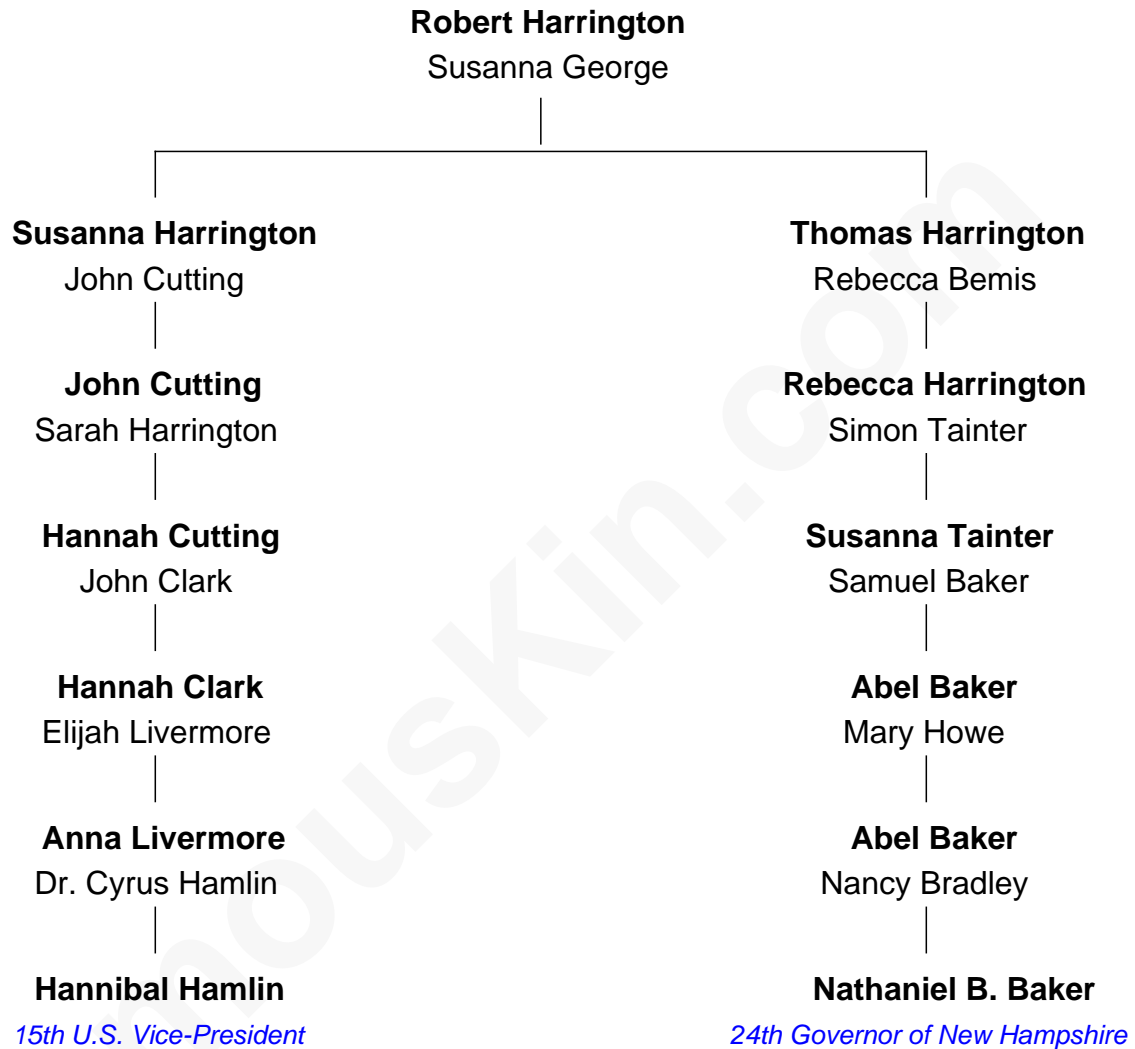 Robert Harrington
Susanna George
Susanna Harrington
John Cutting
Thomas Harrington
Rebecca Bemis
John Cutting
Sarah Harrington
Rebecca Harrington
Simon Tainter
Hannah Cutting
John Clark
Susanna Tainter
Samuel Baker
Hannah Clark
Elijah Livermore
Abel Baker
Mary Howe
Anna Livermore
Dr. Cyrus Hamlin
Abel Baker
Nancy Bradley
Hannibal Hamlin
15th U.S. Vice-President
Nathaniel B. Baker
24th Governor of New Hampshire
mouskin.com